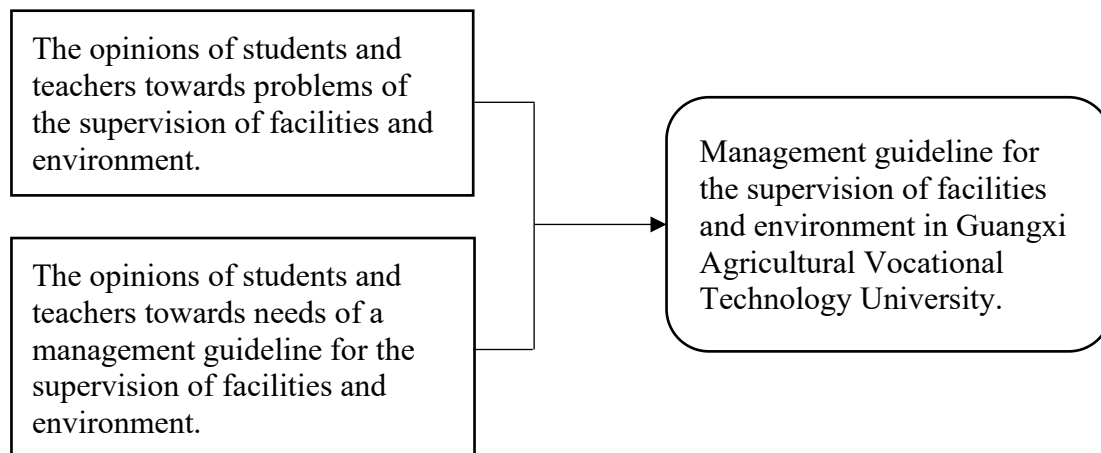 The opinions of students and
teachers towards problems of
the supervision of facilities and
environment.
The opinions of students and
teachers towards needs of a
management guideline for the
supervision of facilities and
environment.
Management guideline for
the supervision of facilities
and environment in Guangxi
Agricultural Vocational
Technology University.